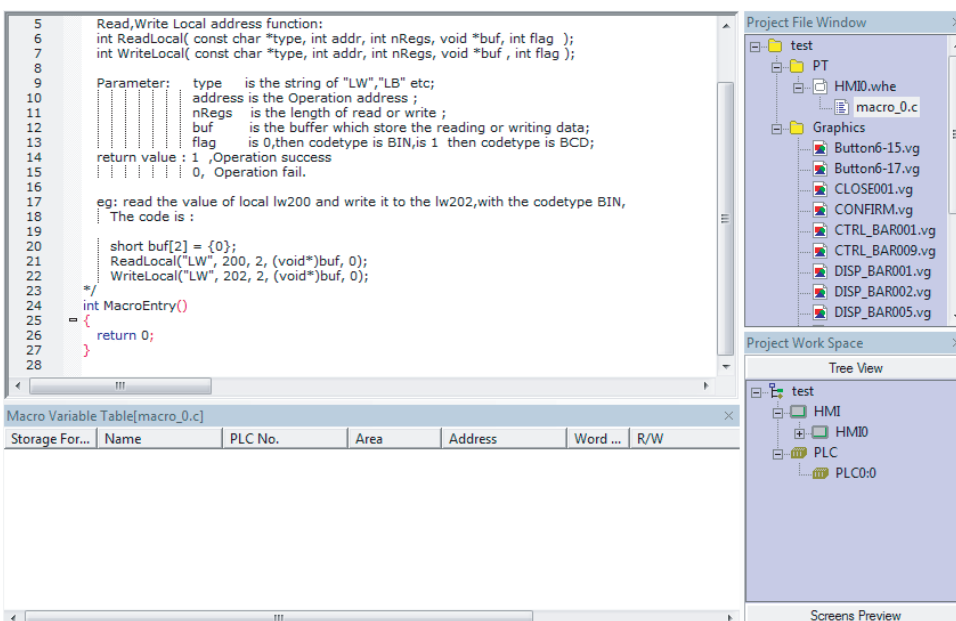 5 Read,Write Local address function:
6 int ReadLocal( const char *type, int addr, int nRegs, void *buf, int flag );
7 int WriteLocal( const char *type, int addr, int nRegs, void *buf , int flag );
8
9 Parameter: type is the string of "LW","LB" etc;
10 address is the Operation address ;
11 nRegs is the length of read or write ;
12 buf is the buffer which store the reading or writing data;
13 flag is 0,then codetype is BIN,is 1 then codetype is BCD;
14 return value : 1 ,Operation success
15 0, Operation fail.
16
17 eg: read the value of local lw200 and write it to the lw202,with the codetype BIN,
18 The code is :
19
20 short buf[2] = {0};
21 ReadLocal("LW", 200, 2, (void*)buf, 0);
22 WriteLocal("LW", 202, 2, (void*)buf, 0);
23 */
24 int MacroEntry()
25 {
26 return 0;
27 }
28
Macro Variable Table[macro_0.c]
Storage For... Name PLC No. Area Address Word ... R/W
Project File Window
test
PT
HMI0.whe
macro_0.c
Graphics
Button6-15.vg
Button6-17.vg
CLOSE001.vg
CONFIRM.vg
CTRL_BAR001.vg
CTRL_BAR009.vg
DISP_BAR001.vg
DISP_BAR002.vg
DISP_BAR005.vg
Project Work Space
Tree View
test
HMI
HMI0
PLC
PLC0:0
Screens Preview